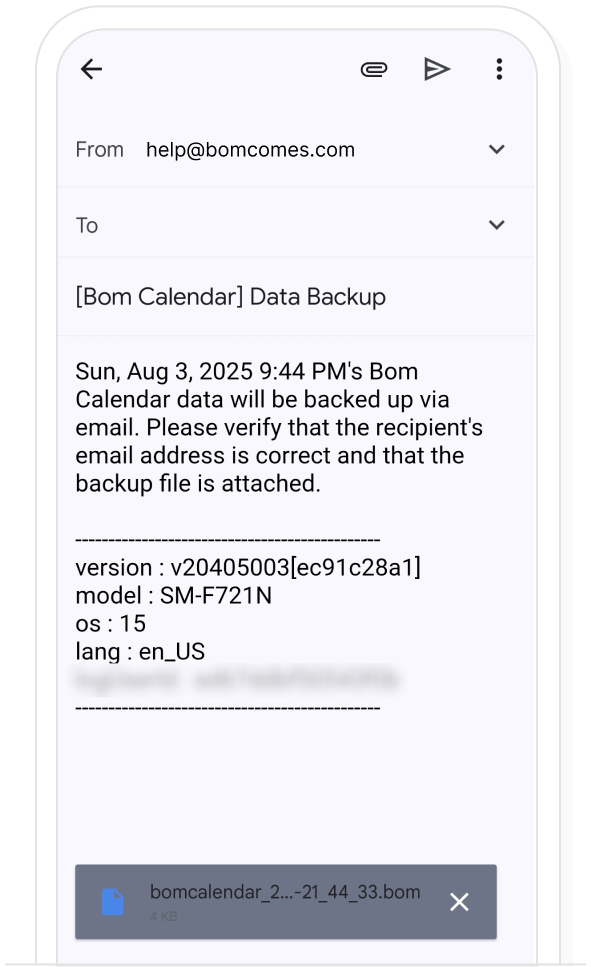 From help@bomcomes.com
To
[Bom Calendar] Data Backup
Sun, Aug 3, 2025 9:44 PM's Bom
Calendar data will be backed up via
email. Please verify that the recipient's
email address is correct and that the
backup file is attached.
----------------------------------------------
version : v20405003[ec91c28a1]
model : SM-F721N
os : 15
lang : en_US
----------------------------------------------
bomcalendar_2...-21_44_33.bom
4 KB